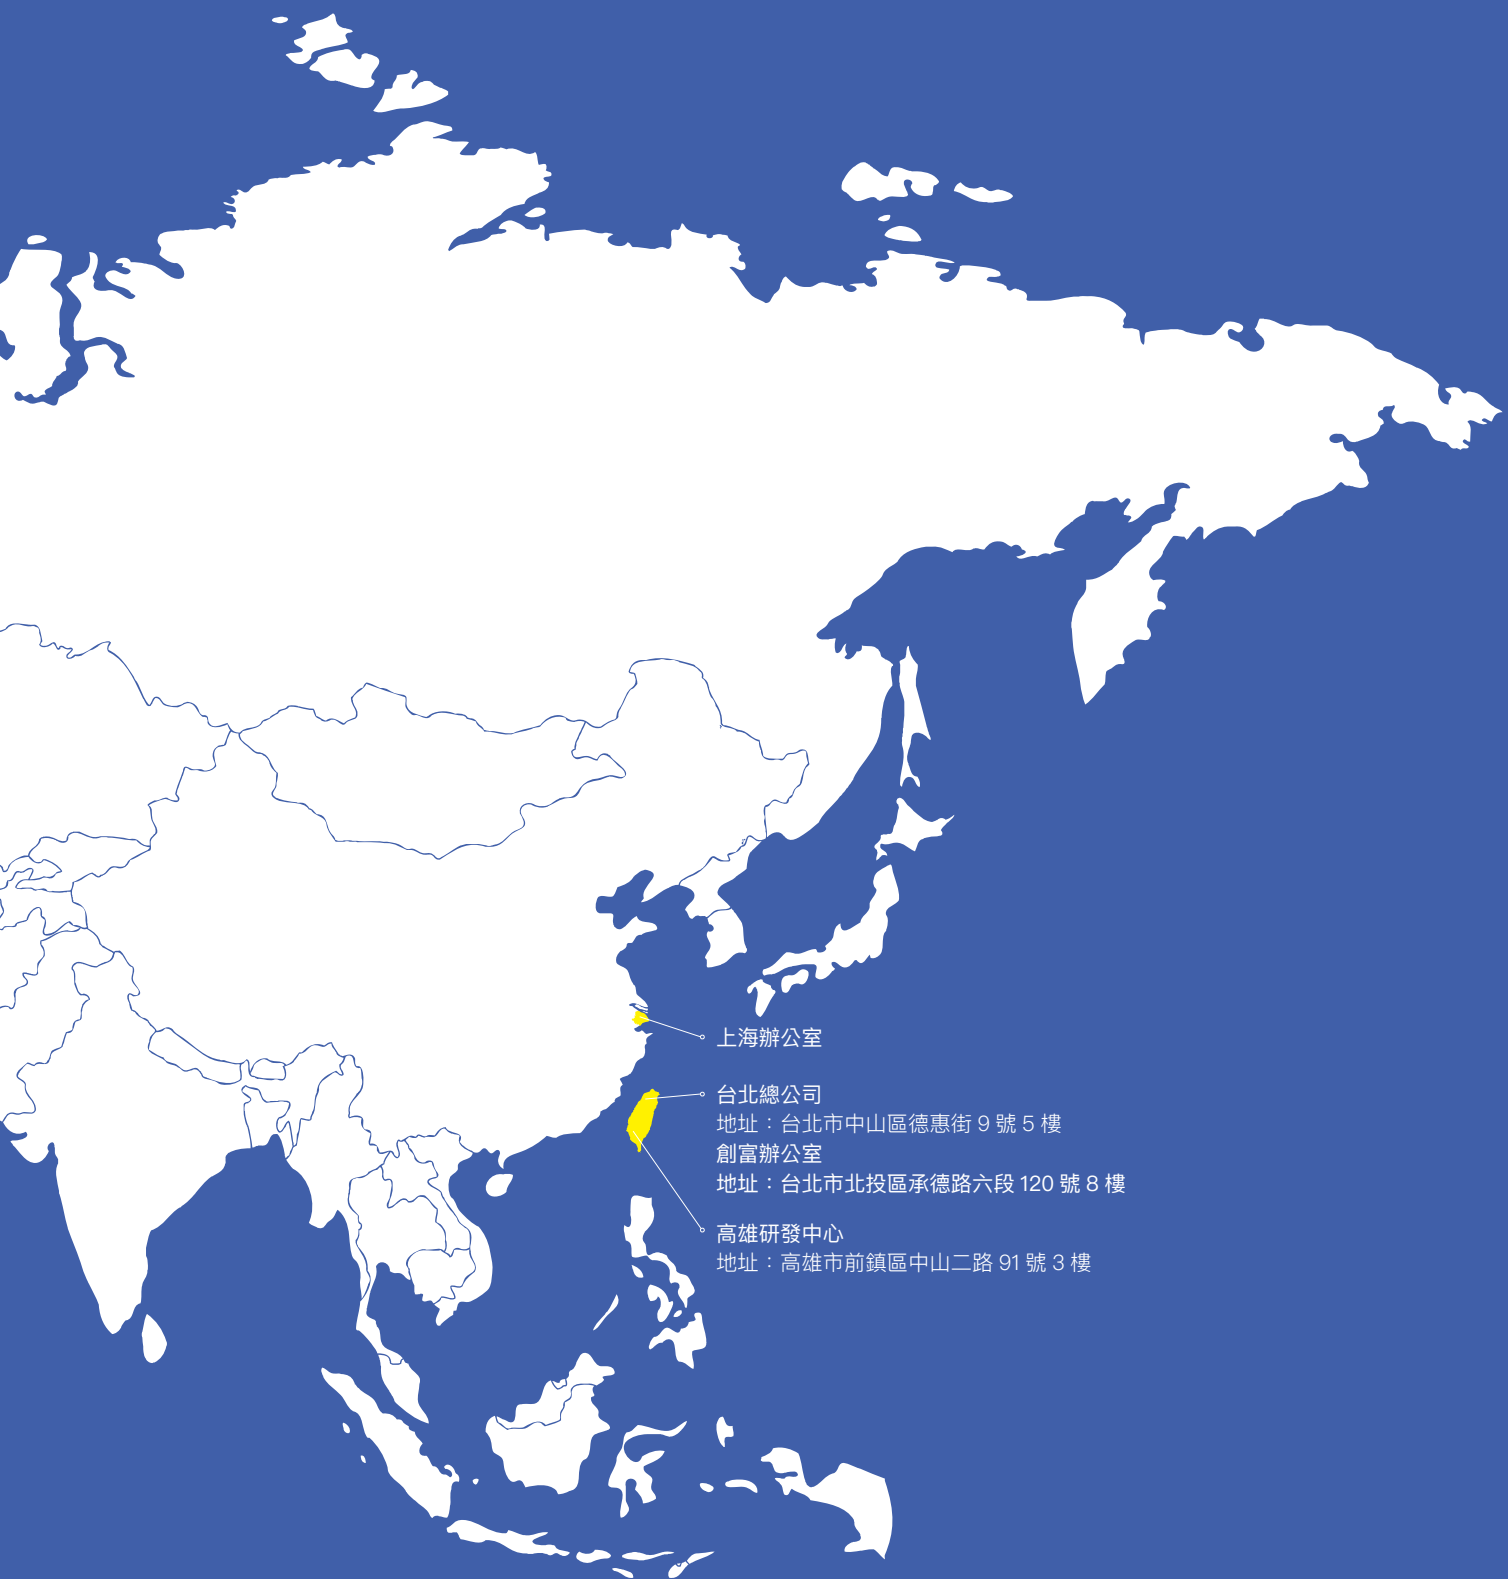 上海辦公室
台北總公司
地址：台北市中山區德惠街 9 號 5 樓
創富辦公室
地址：台北市北投區承德路六段 120 號 8 樓
高雄研發中心
地址：高雄市前鎮區中山二路 91 號 3 樓